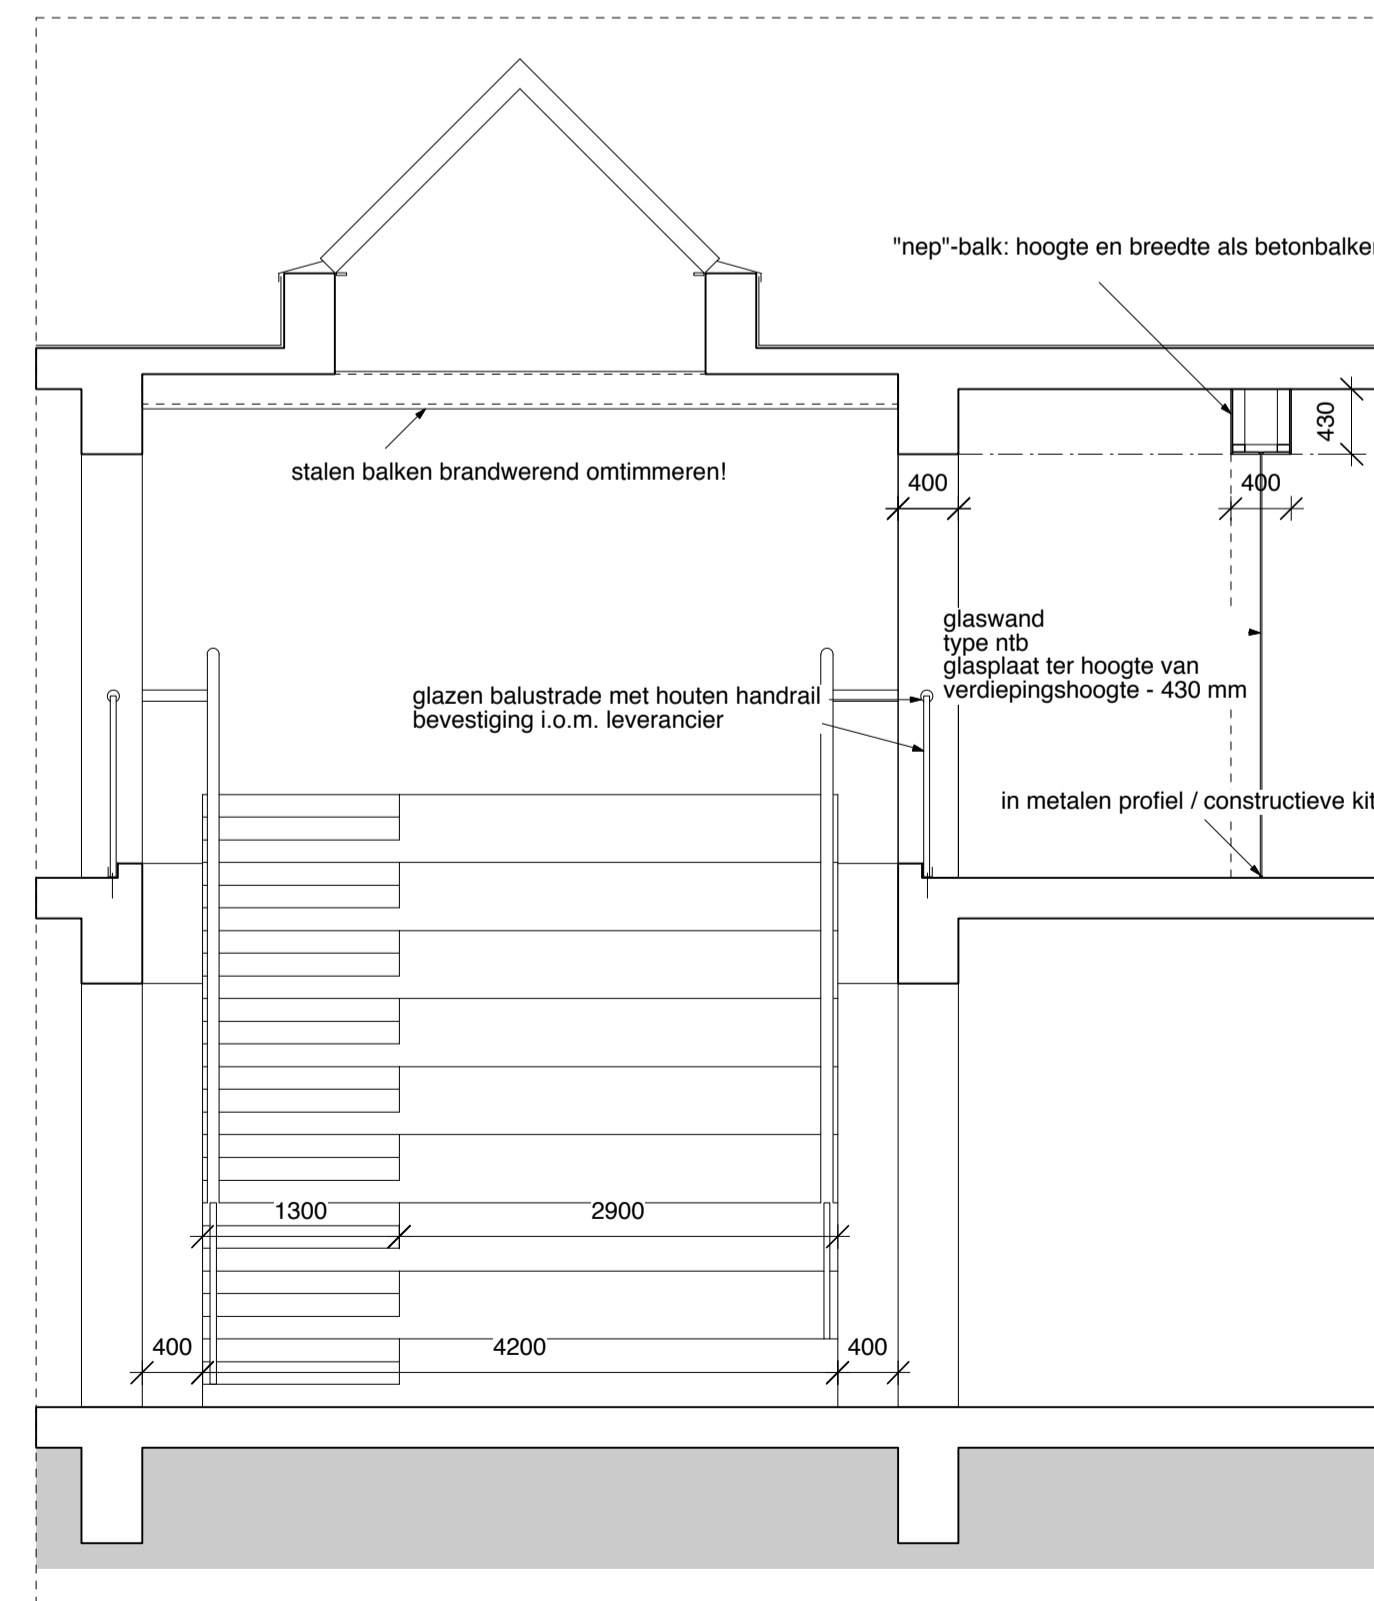 "nep"-balk: hoogte en breedte als betonbalke
430
stalen balken brandwerend omtimmeren!
400
400
glaswand
type ntb
glasplaat ter hoogte van
verdiepingshoogte - 430 mm
glazen balustrade met houten handrail
bevestiging i.o.m. leverancier
in metalen profiel / constructieve kit
1300
2900
400
4200
400